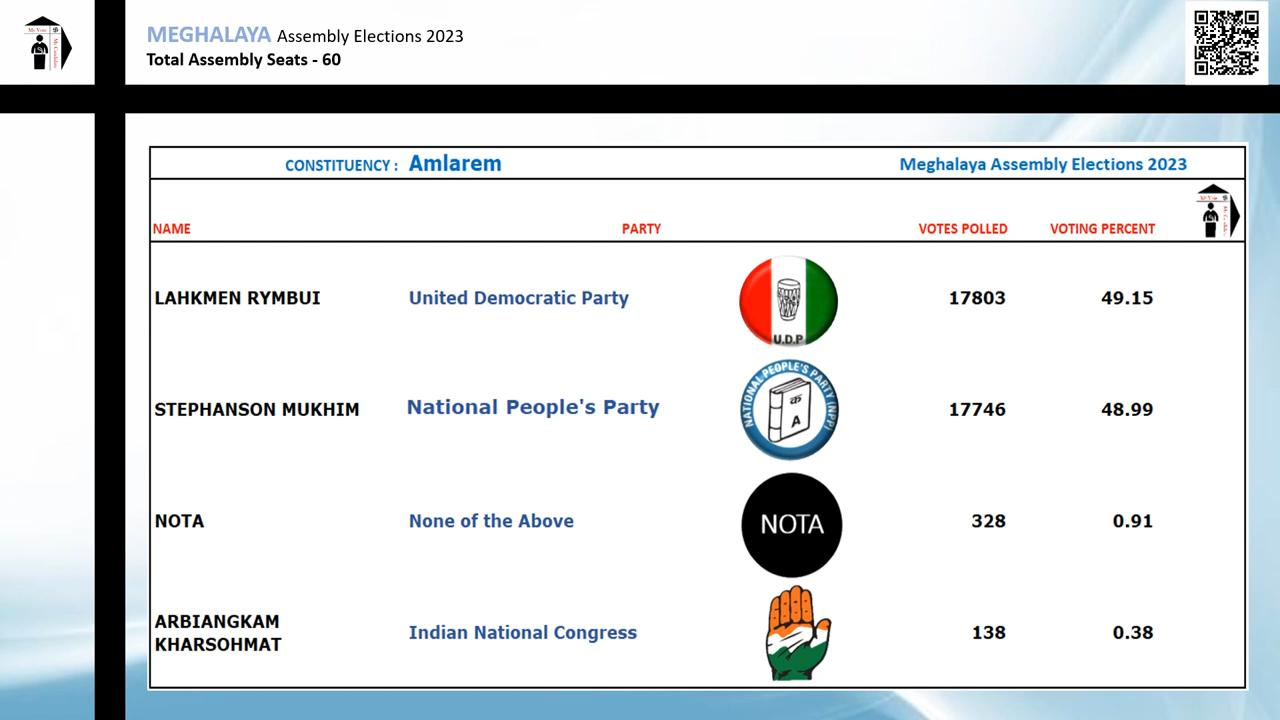 MEGHALAYA Assembly Elections 2023
Total Assembly Seats - 60
CONSTITUENCY : Amlarem Meghalaya Assembly Elections 2023
NAME PARTY VOTES POLLED VOTING PERCENT
LAHKMEN RYMBUI United Democratic Party 17803 49.15
U.D.P
STEPHANSON MUKHIM National People's Party 17746 48.99
NATIONAL PEOPLE'S PARTY (NPP)
क
A
NOTA None of the Above 328 0.91
NOTA
ARBIANGKAM
KHARSOHMAT Indian National Congress 138 0.38